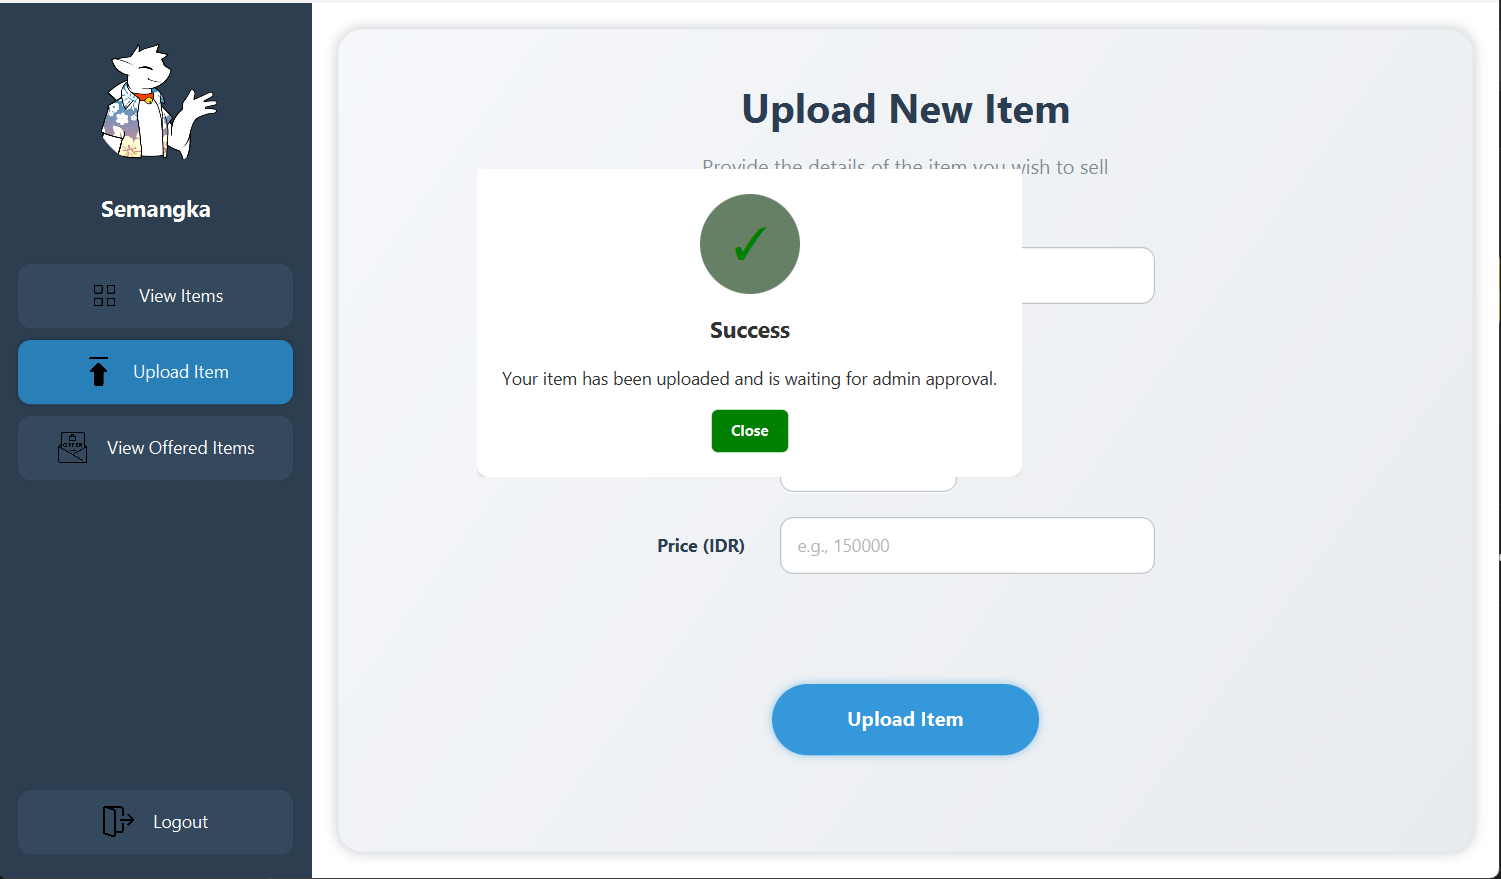 Semangka
View Items
Upload Item
OFFER
View Offered Items
Logout
Upload New Item
Provide the details of the item you wish to sell
✓
Success
Your item has been uploaded and is waiting for admin approval.
Close
Price (IDR)
e.g., 150000
Upload Item